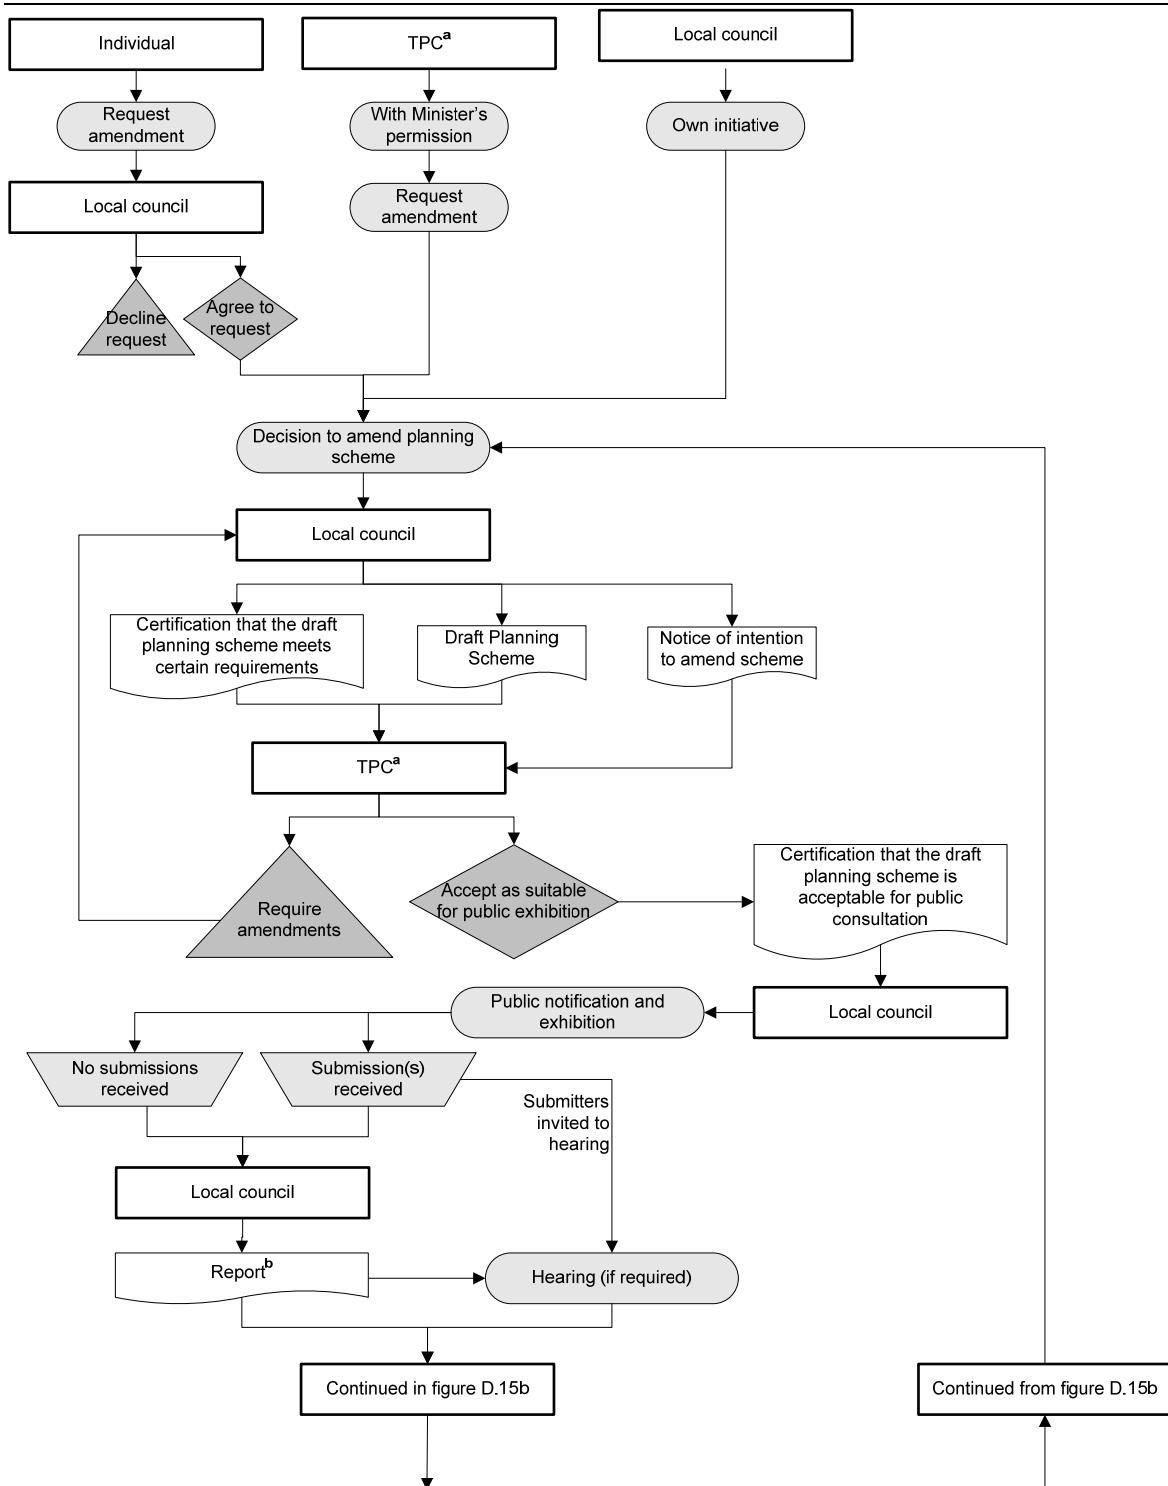 Individual
TPCa
Local council
Request
amendment
With Minister's
permission
Own initiative
Local council
Request
amendment
Decline
request
Agree to
request
Decision to amend planning
scheme
Local council
Certification that the draft
planning scheme meets
certain requirements
Draft Planning
Scheme
Notice of intention
to amend scheme
TPCa
Require
amendments
Accept as suitable
for public exhibition
Certification that the draft
planning scheme is
acceptable for public
consultation
Public notification and
exhibition
Local council
No submissions
received
Submission(s)
received
Submitters
invited to
hearing
Local council
Reportb
Hearing (if required)
Continued in figure D.15b
Continued from figure D.15b